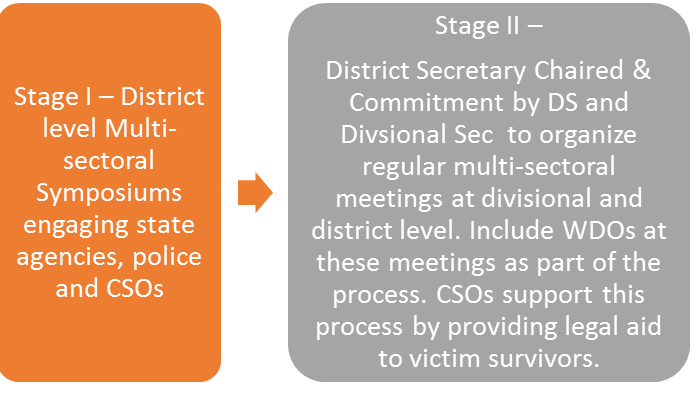 Stage I – District
level Multi-
sectoral
Symposiums
engaging state
agencies, police
and CSOs
Stage II –
District Secretary Chaired &
Commitment by DS and
Divsional Sec to organize
regular multi-sectoral
meetings at divisional and
district level. Include WDOs at
these meetings as part of the
process. CSOs support this
process by providing legal aid
to victim survivors.